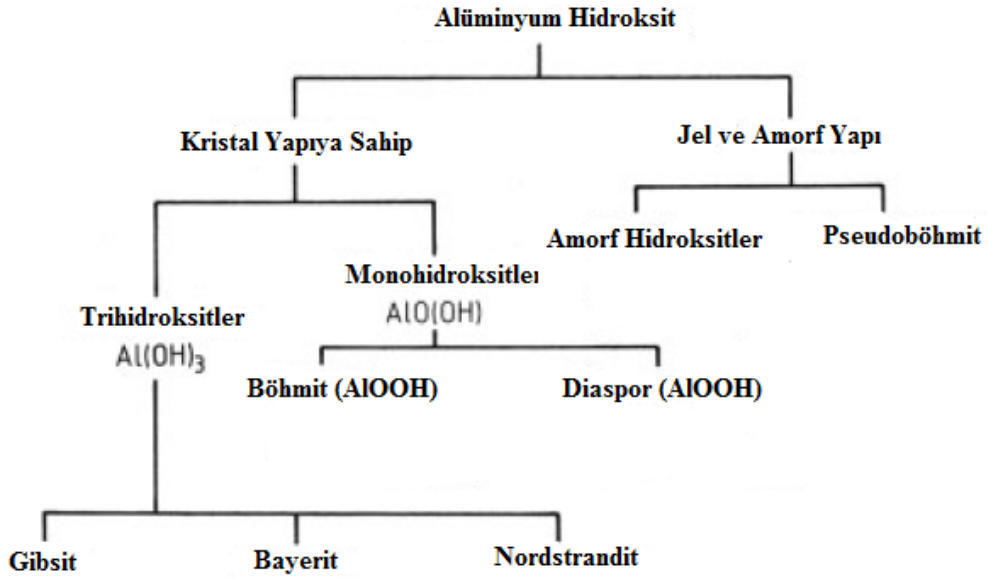 Alüminyum Hidroksit
Kristal Yapıya Sahip
Jel ve Amorf Yapı
Amorf Hidroksitler
Pseudoböhmit
Monohidroksitler
AlO(OH)
Trihidroksitler
Al(OH)₃
Böhmit (AlOOH)
Diaspor (AlOOH)
Gibsit
Bayerit
Nordstrandit